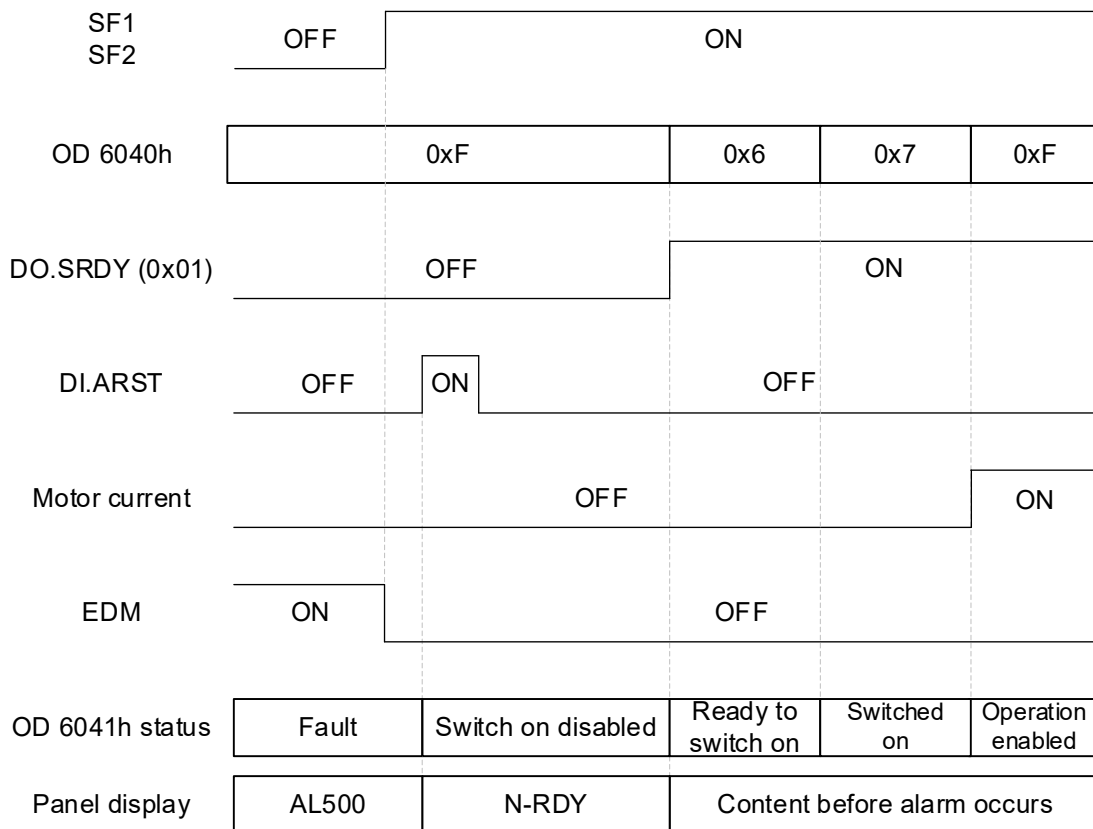 SF1
SF2
OFF
ON
OD 6040h
0xF
0x6
0x7
0xF
DO.SRDY (0x01)
OFF
ON
DI.ARST
OFF
ON
OFF
Motor current
OFF
ON
EDM
ON
OFF
OD 6041h status
Fault
Switch on disabled
Ready to
switch on
Switched
on
Operation
enabled
Panel display
AL500
N-RDY
Content before alarm occurs